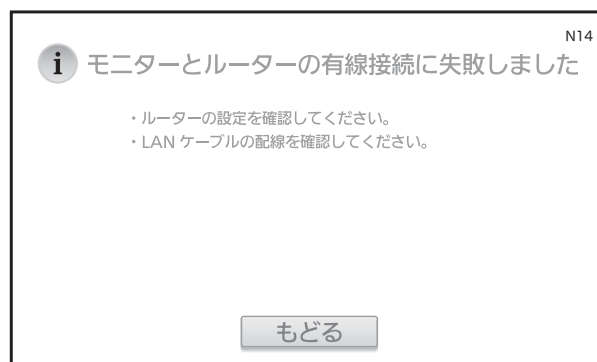 N14
i モニターとルーターの有線接続に失敗しました
・ルーターの設定を確認してください。
・LAN ケーブルの配線を確認してください。
もどる